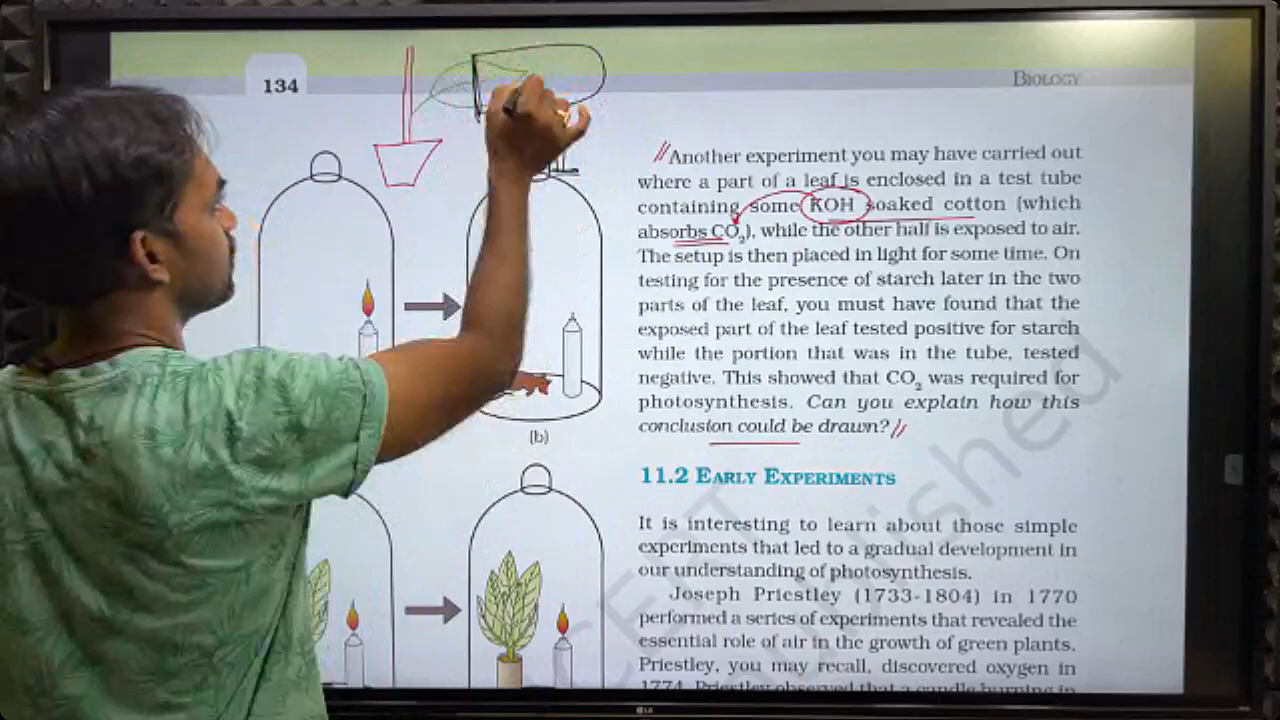 134
BIOLOGY
Another experiment you may have carried out
where a part of a leaf is enclosed in a test tube
containing some KOH soaked cotton (which
absorbs CO₂), while the other half is exposed to air.
The setup is then placed in light for some time. On
testing for the presence of starch later in the two
parts of the leaf, you must have found that the
exposed part of the leaf tested positive for starch
while the portion that was in the tube, tested
negative. This showed that CO₂ was required for
photosynthesis. Can you explain how this
conclusion could be drawn?
(b)
11.2 EARLY EXPERIMENTS
It is interesting to learn about those simple
experiments that led to a gradual development in
our understanding of photosynthesis.
Joseph Priestley (1733-1804) in 1770
performed a series of experiments that revealed the
essential role of air in the growth of green plants.
Priestley, you may recall, discovered oxygen in
1774. Priestley observed that a candle burning in
LG